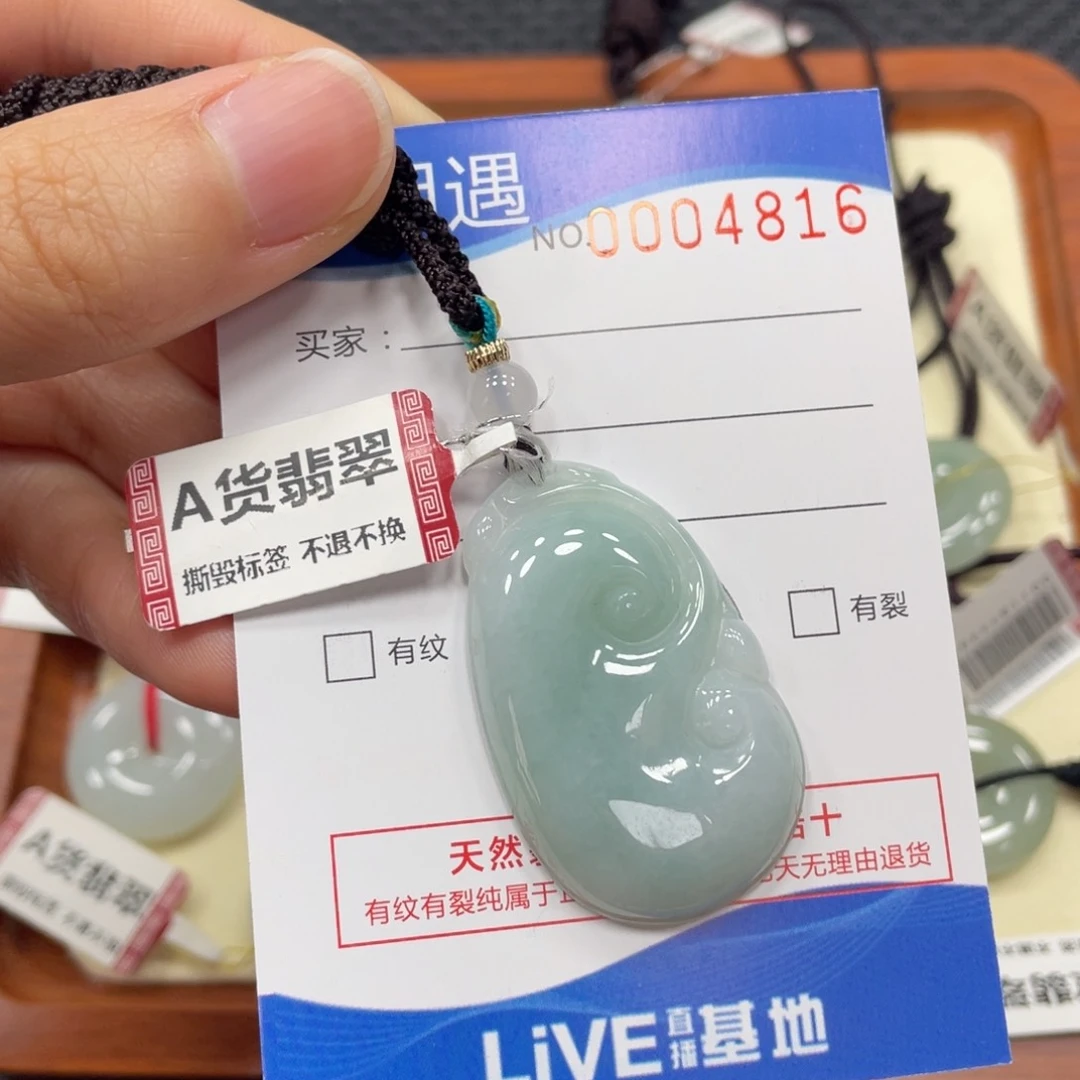 遇
NO.0004816
买家：
A货翡翠
撕毁标签 不退不换
有纹
有裂
天然
十
有纹有裂纯属于
天无理由退货
LiVE直播基地
A货翡翠